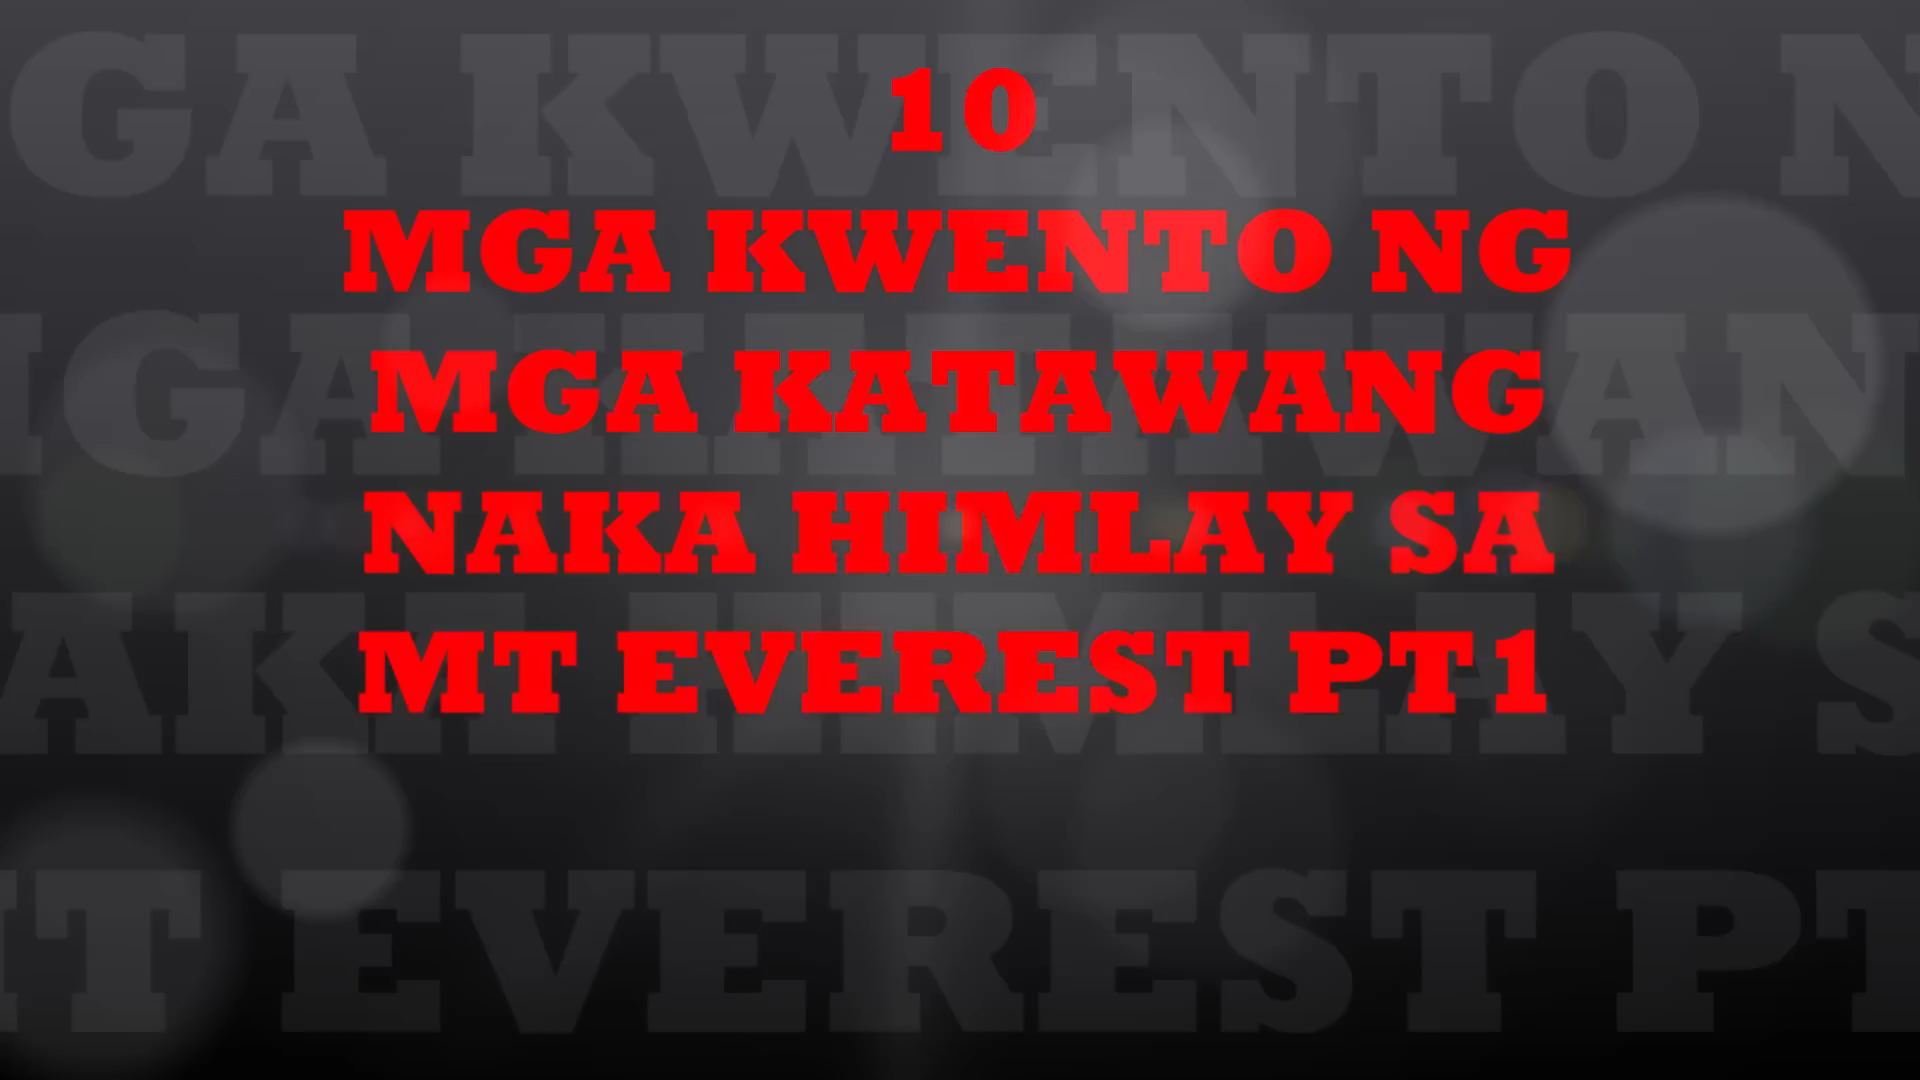 10
MGA KWENTO NG
MGA KATAWANG
NAKA HIMLAY SA
MT EVEREST PT1